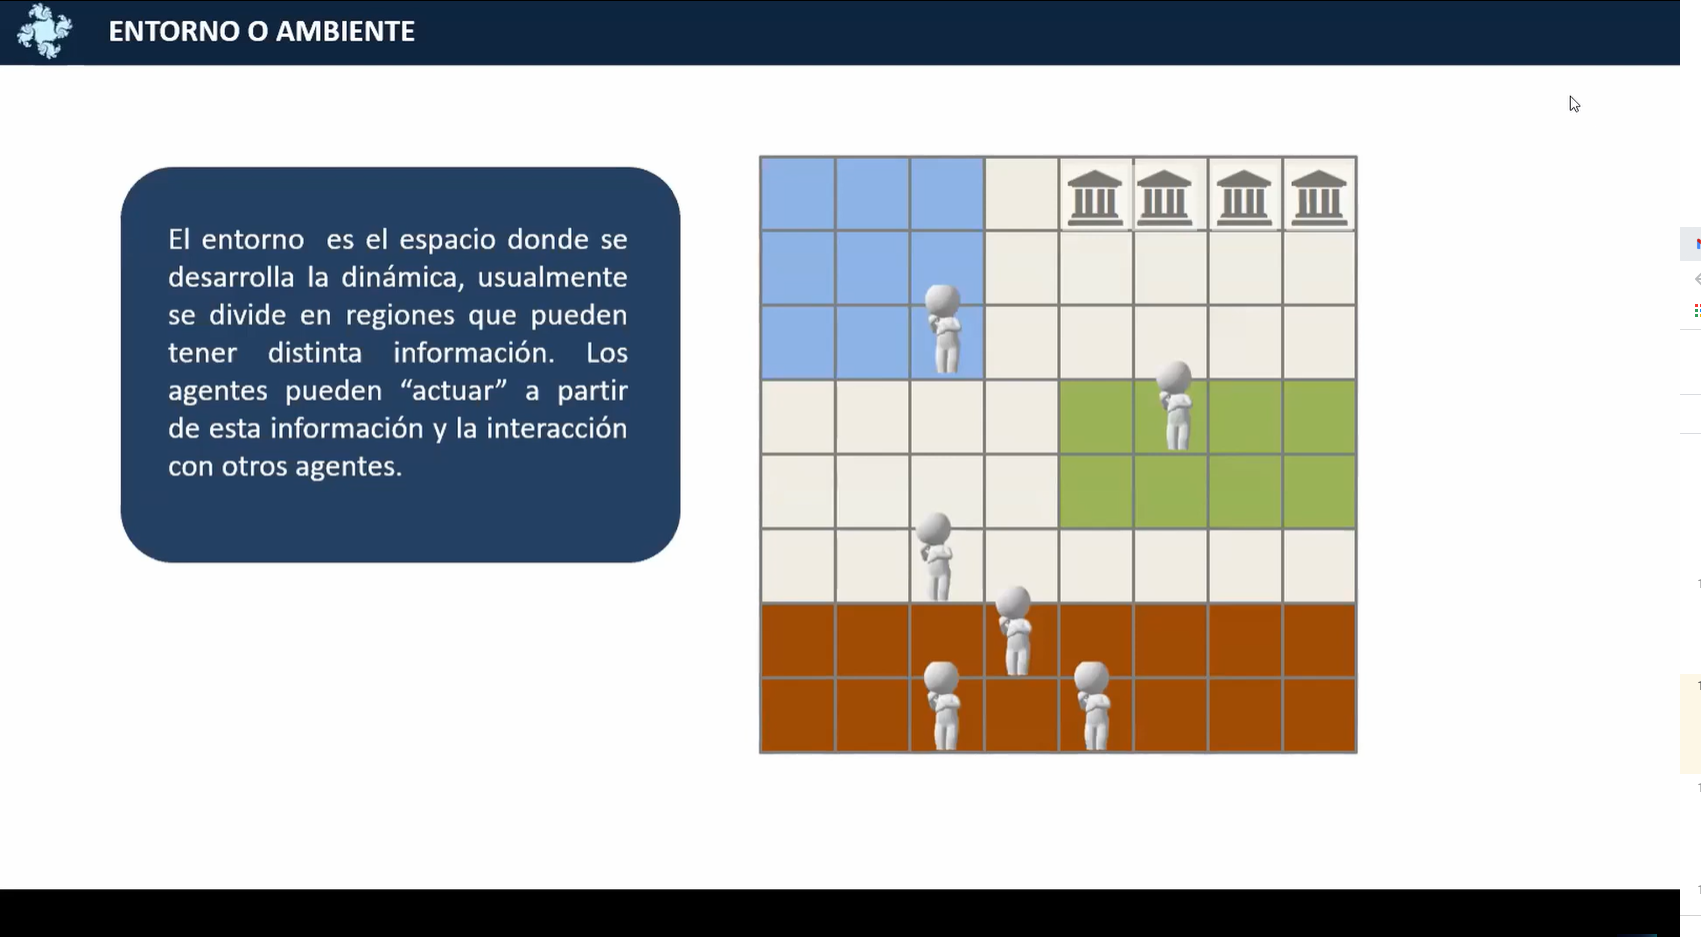 ENTORNO O AMBIENTE
El entorno es el espacio donde se
desarrolla la dinámica, usualmente
se divide en regiones que pueden
tener distinta información. Los
agentes pueden “actuar” a partir
de esta información y la interacción
con otros agentes.